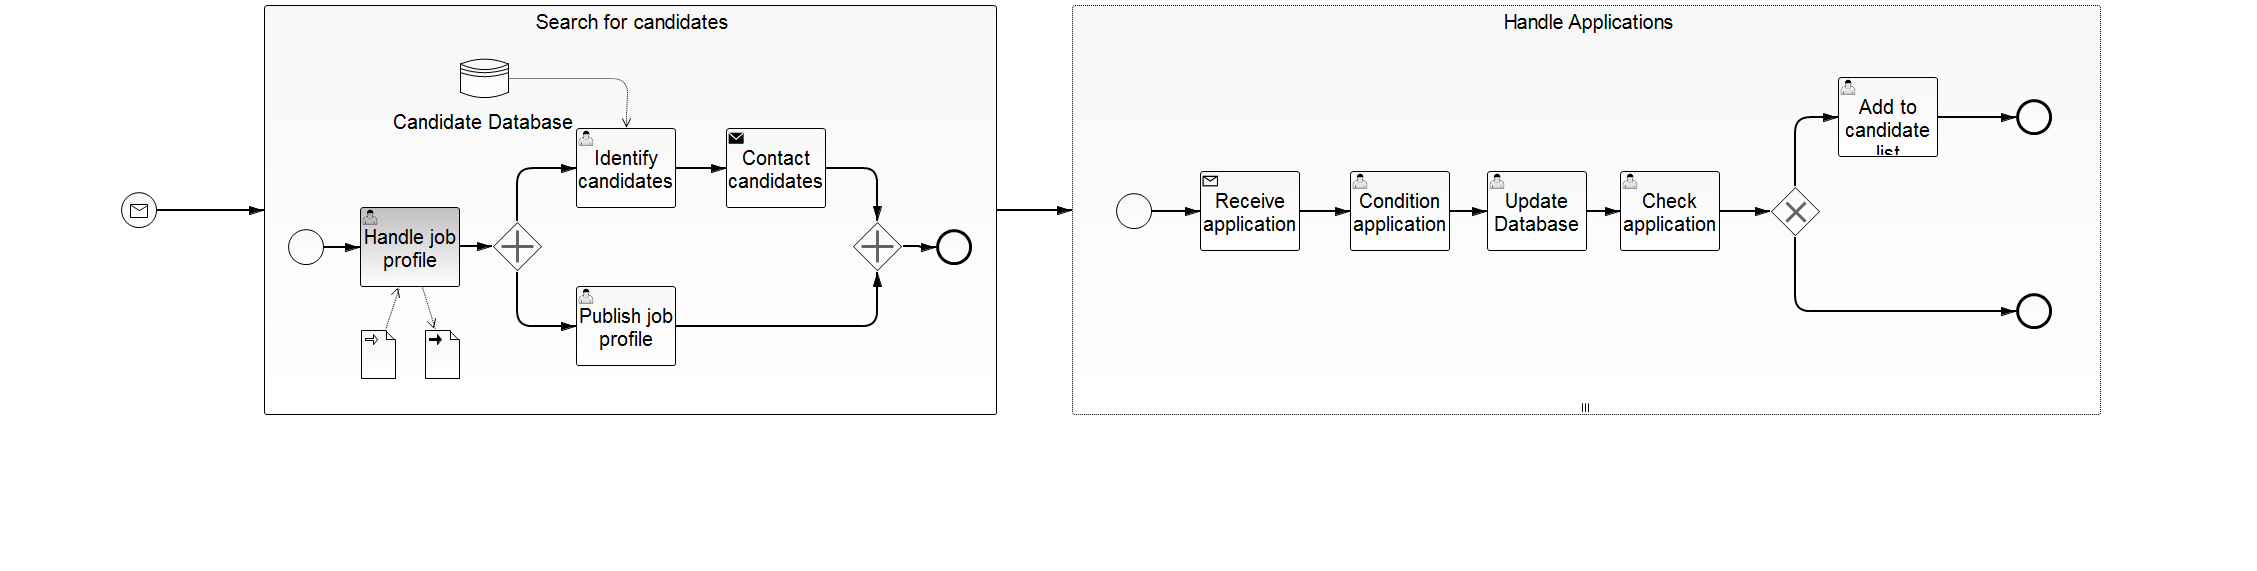 Search for candidates
Candidate Database
Identify
candidates
Contact
candidates
Handle job
profile
Publish job
profile
Handle Applications
Receive
application
Condition
application
Update
Database
Check
application
Add to
candidate
list